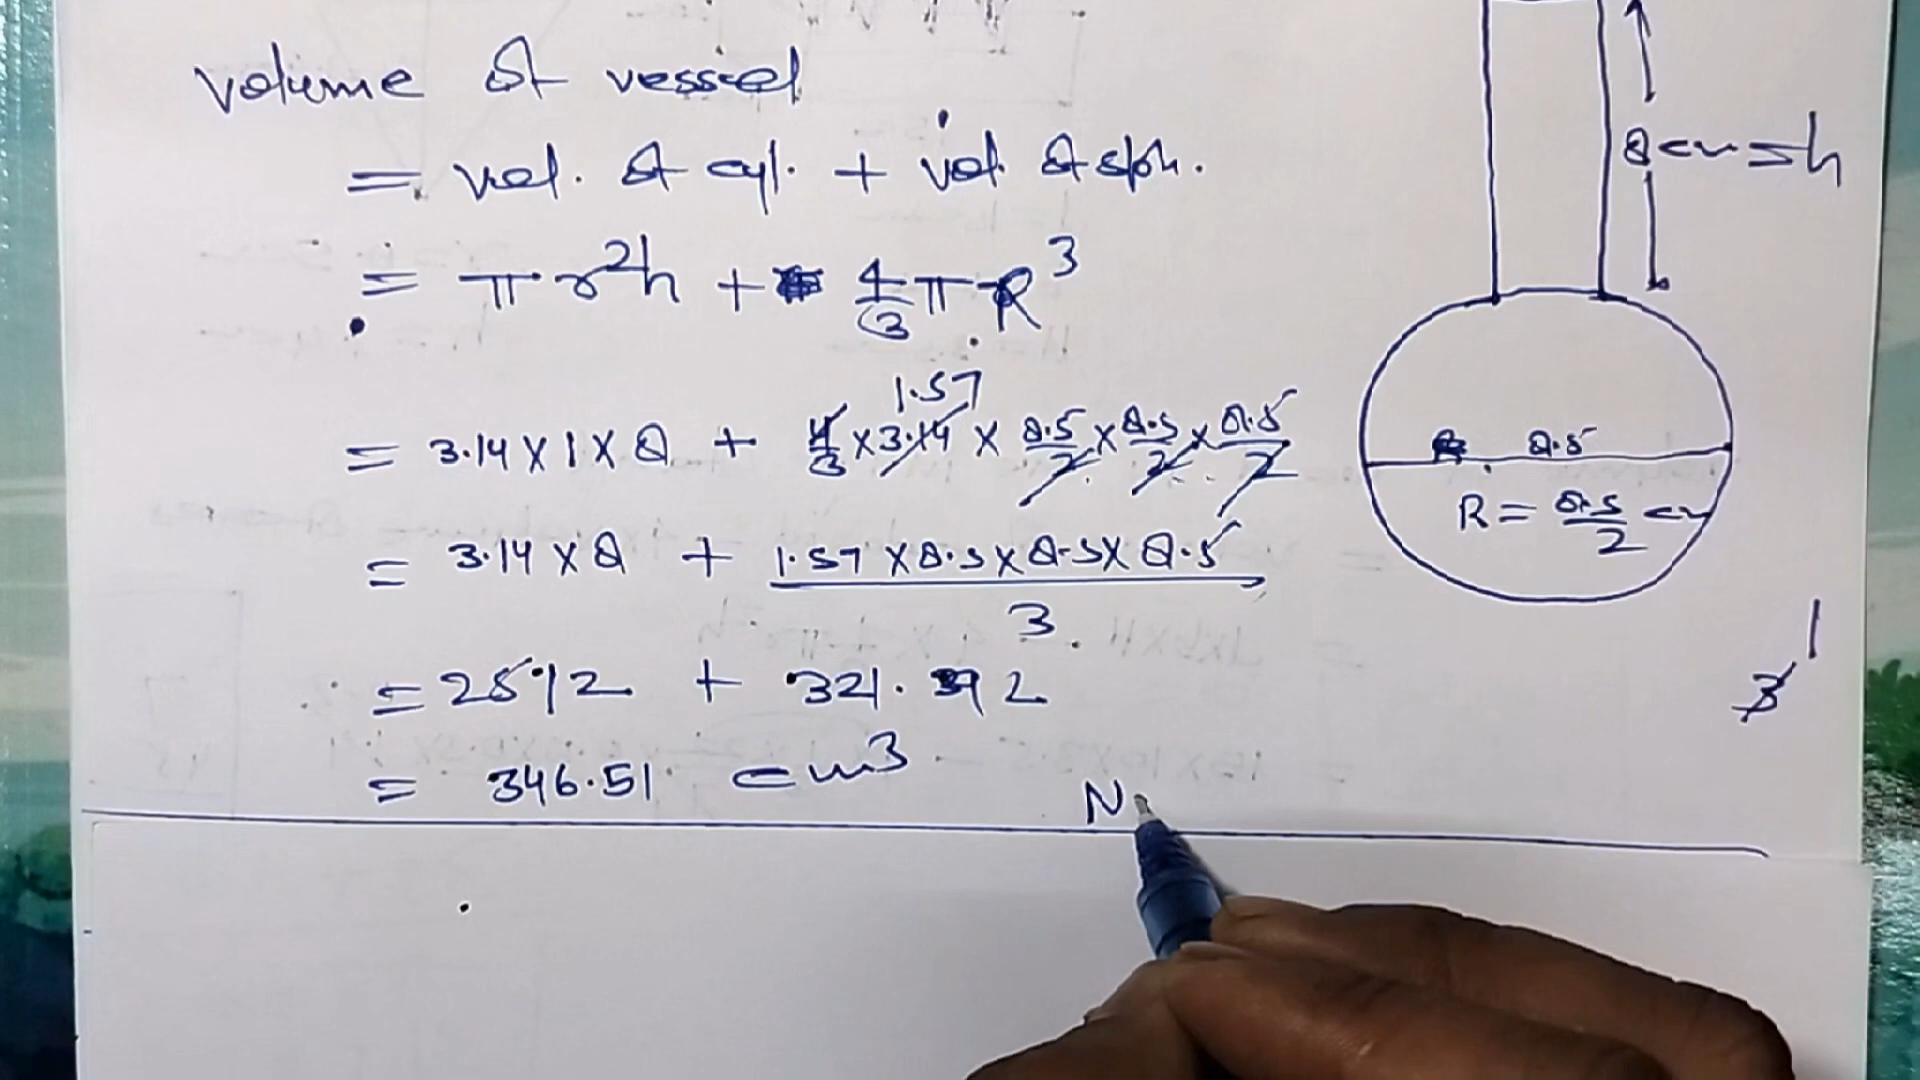 volume of vessel
= vol. of cyl. + vol. of sph.
= πr²h + 4/3 πR³
1.57
= 3.14 × 1 × 8 + 4/3 × 3.14 × 8.5/2 × 8.5/2 × 8.5/2
= 3.14 × 8 + 1.57 × 8.5 × 8.5 × 8.5
3
= 25.12 + 321.392
= 346.51 cm³
N
8 cm = h
8.5
R = 8.5/2 cm
1
3